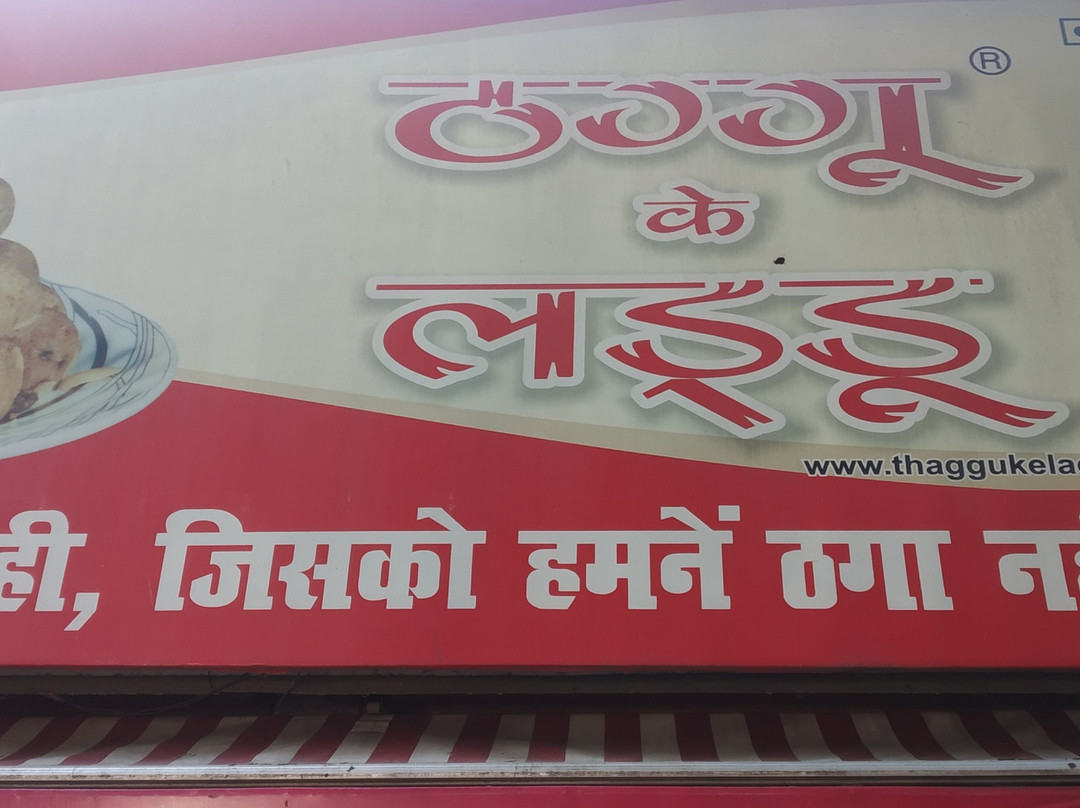 ठग्गू ®
के
लड्डू
www.thaggukela
ही, जिसको हमनें ठगा